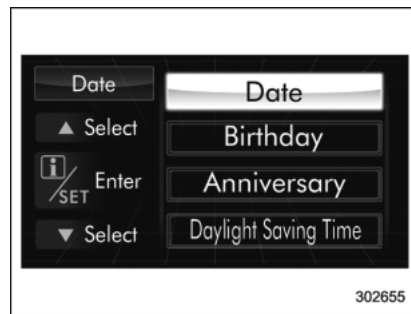 Date
▲ Select
i/SET Enter
▼ Select
Date
Birthday
Anniversary
Daylight Saving Time
302655